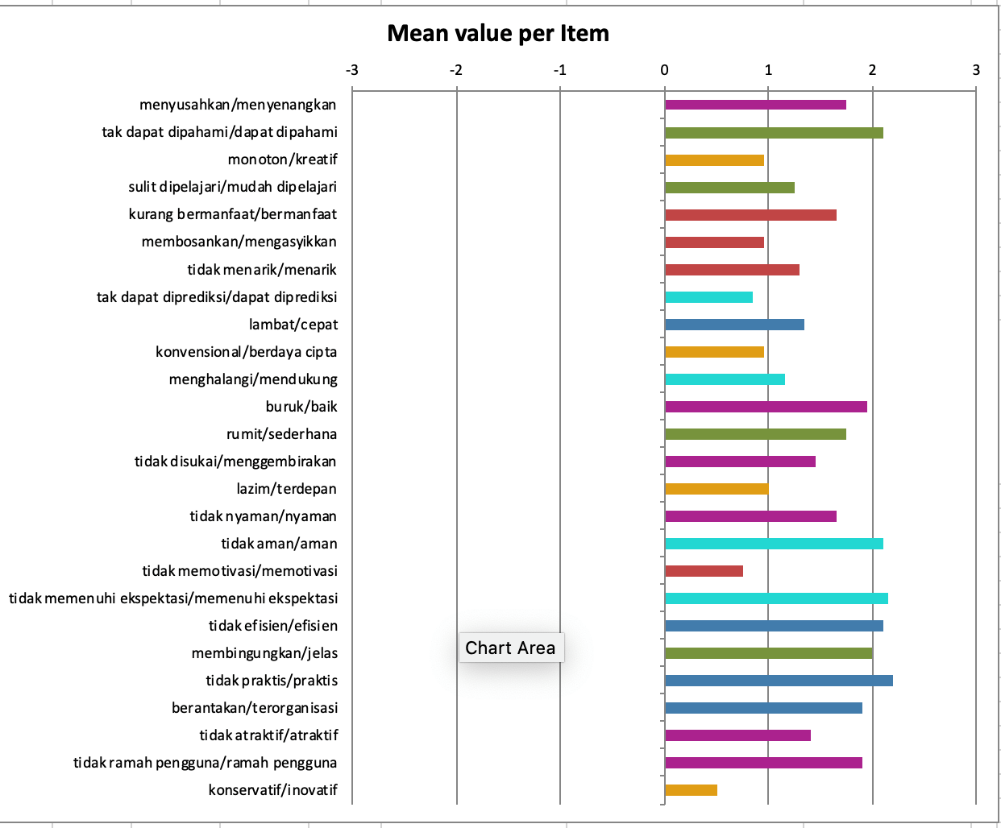 Mean value per Item
-3 -2 -1 0 1 2 3
menyusahkan/menyenangkan
tak dapat dipahami/dapat dipahami
monoton/kreatif
sulit dipelajari/mudah dipelajari
kurang bermanfaat/bermanfaat
membosankan/mengasyikkan
tidak menarik/menarik
tak dapat diprediksi/dapat diprediksi
lambat/cepat
konvensional/berdaya cipta
menghalangi/mendukung
buruk/baik
rumit/sederhana
tidak disukai/menggembirakan
lazim/terdepan
tidak nyaman/nyaman
tidak aman/aman
tidak memotivasi/memotivasi
tidak memenuhi ekspektasi/memenuhi ekspektasi
tidak efisien/efisien
Chart Area
membingungkan/jelas
tidak praktis/praktis
berantakan/terorganisasi
tidak atraktif/atraktif
tidak ramah pengguna/ramah pengguna
konservatif/inovatif